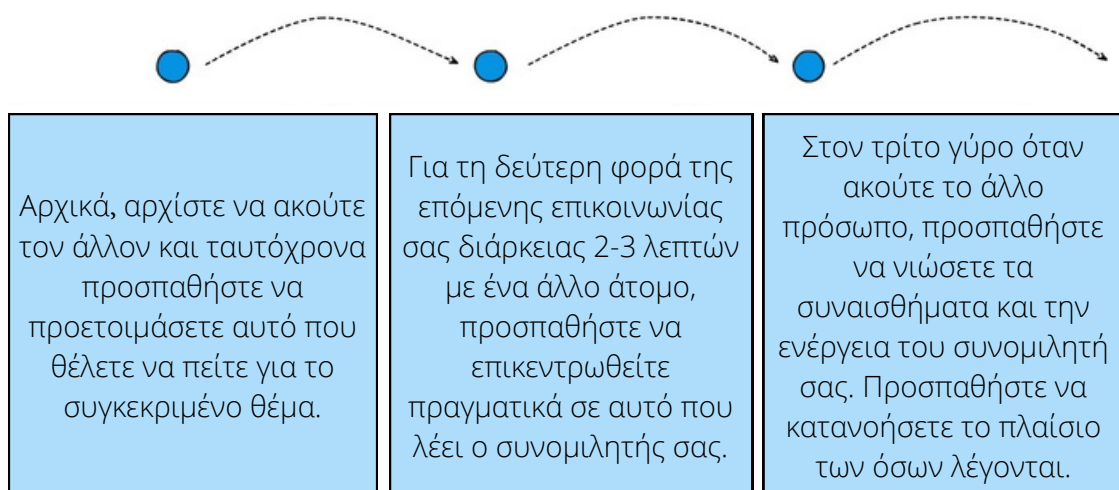 Αρχικά, αρχίστε να ακούτε
τον άλλον και ταυτόχρονα
προσπαθήστε να
προετοιμάσετε αυτό που
θέλετε να πείτε για το
συγκεκριμένο θέμα.
Για τη δεύτερη φορά της
επόμενης επικοινωνίας
σας διάρκειας 2-3 λεπτών
με ένα άλλο άτομο,
προσπαθήστε να
επικεντρωθείτε
πραγματικά σε αυτό που
λέει ο συνομιλητής σας.
Στον τρίτο γύρο όταν
ακούτε το άλλο
πρόσωπο, προσπαθήστε
να νιώσετε τα
συναισθήματα και την
ενέργεια του συνομιλητή
σας. Προσπαθήστε να
κατανοήσετε το πλαίσιο
των όσων λέγονται.